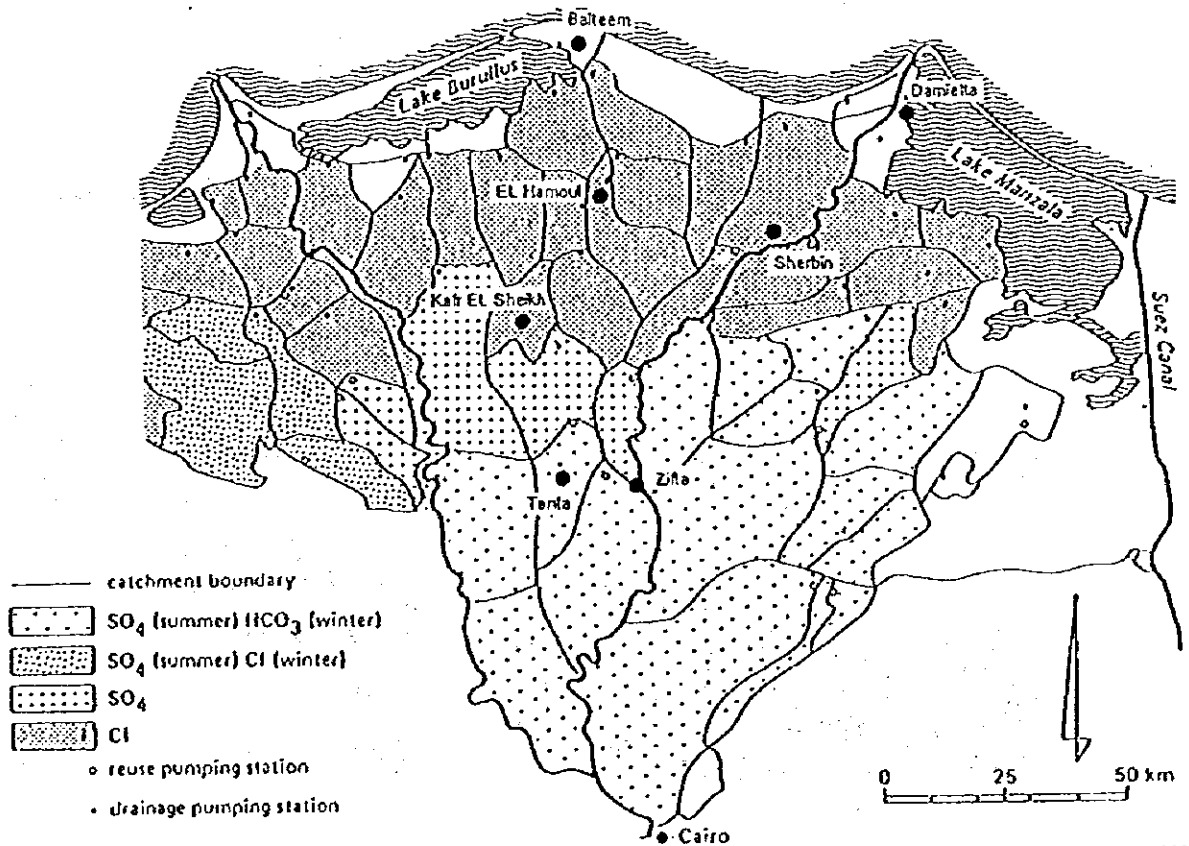 Balteem
Lake Burullus
Damietta
Lake Manzala
EL Hamoul
Sherbin
Kafr EL Sheikh
Suez Canal
Zifta
Tanta
catchment boundary
SO₄ (summer) HCO₃ (winter)
SO₄ (summer) Cl (winter)
SO₄
Cl
reuse pumping station
drainage pumping station
0 25 50 km
Cairo